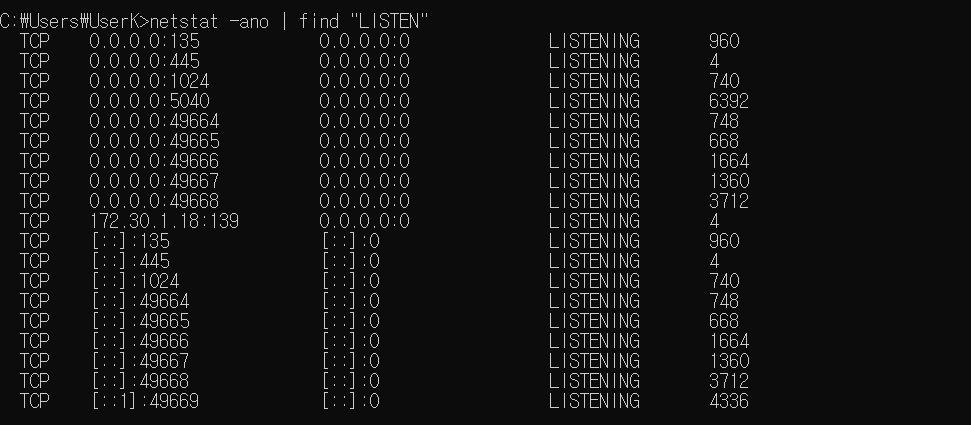 C:₩Users₩UserK>netstat -ano | find "LISTEN"
TCP 0.0.0.0:135 0.0.0.0:0 LISTENING 960
TCP 0.0.0.0:445 0.0.0.0:0 LISTENING 4
TCP 0.0.0.0:1024 0.0.0.0:0 LISTENING 740
TCP 0.0.0.0:5040 0.0.0.0:0 LISTENING 6392
TCP 0.0.0.0:49664 0.0.0.0:0 LISTENING 748
TCP 0.0.0.0:49665 0.0.0.0:0 LISTENING 668
TCP 0.0.0.0:49666 0.0.0.0:0 LISTENING 1664
TCP 0.0.0.0:49667 0.0.0.0:0 LISTENING 1360
TCP 0.0.0.0:49668 0.0.0.0:0 LISTENING 3712
TCP 172.30.1.18:139 0.0.0.0:0 LISTENING 4
TCP [::]:135 [::]:0 LISTENING 960
TCP [::]:445 [::]:0 LISTENING 4
TCP [::]:1024 [::]:0 LISTENING 740
TCP [::]:49664 [::]:0 LISTENING 748
TCP [::]:49665 [::]:0 LISTENING 668
TCP [::]:49666 [::]:0 LISTENING 1664
TCP [::]:49667 [::]:0 LISTENING 1360
TCP [::]:49668 [::]:0 LISTENING 3712
TCP [::1]:49669 [::]:0 LISTENING 4336